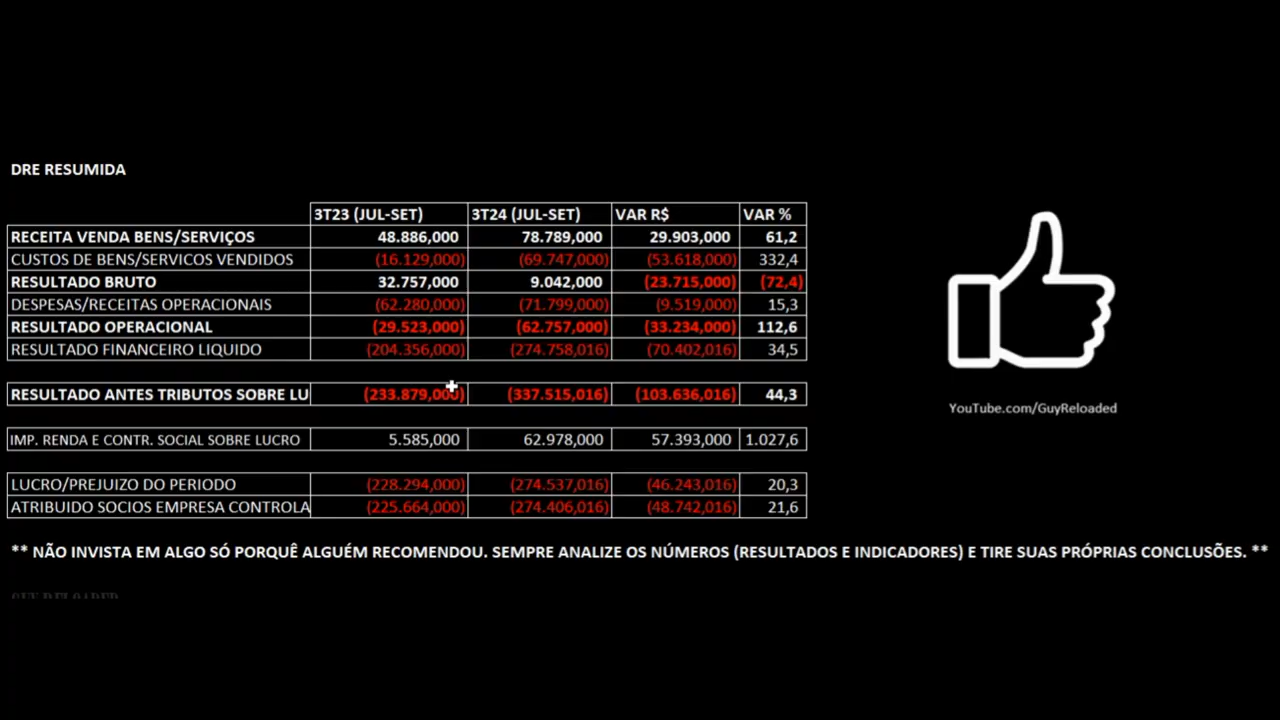 DRE RESUMIDA
3T23 (JUL-SET) 3T24 (JUL-SET) VAR R$ VAR %
RECEITA VENDA BENS/SERVIÇOS 48.886,000 78.789,000 29.903,000 61,2
CUSTOS DE BENS/SERVICOS VENDIDOS (16.129,000) (69.747,000) (53.618,000) 332,4
RESULTADO BRUTO 32.757,000 9.042,000 (23.715,000) (72,4)
DESPESAS/RECEITAS OPERACIONAIS (62.280,000) (71.799,000) (9.519,000) 15,3
RESULTADO OPERACIONAL (29.523,000) (62.757,000) (33.234,000) 112,6
RESULTADO FINANCEIRO LIQUIDO (204.356,000) (274.758,016) (70.402,016) 34,5
RESULTADO ANTES TRIBUTOS SOBRE LU (233.879,000) (337.515,016) (103.636,016) 44,3
IMP. RENDA E CONTR. SOCIAL SOBRE LUCRO 5.585,000 62.978,000 57.393,000 1.027,6
LUCRO/PREJUIZO DO PERIODO (228.294,000) (274.537,016) (46.243,016) 20,3
ATRIBUIDO SOCIOS EMPRESA CONTROLA (225.664,000) (274.406,016) (48.742,016) 21,6
YouTube.com/GuyReloaded
** NÃO INVISTA EM ALGO SÓ PORQUÊ ALGUÉM RECOMENDOU. SEMPRE ANALIZE OS NÚMEROS (RESULTADOS E INDICADORES) E TIRE SUAS PRÓPRIAS CONCLUSÕES. **
GUY RELOADED